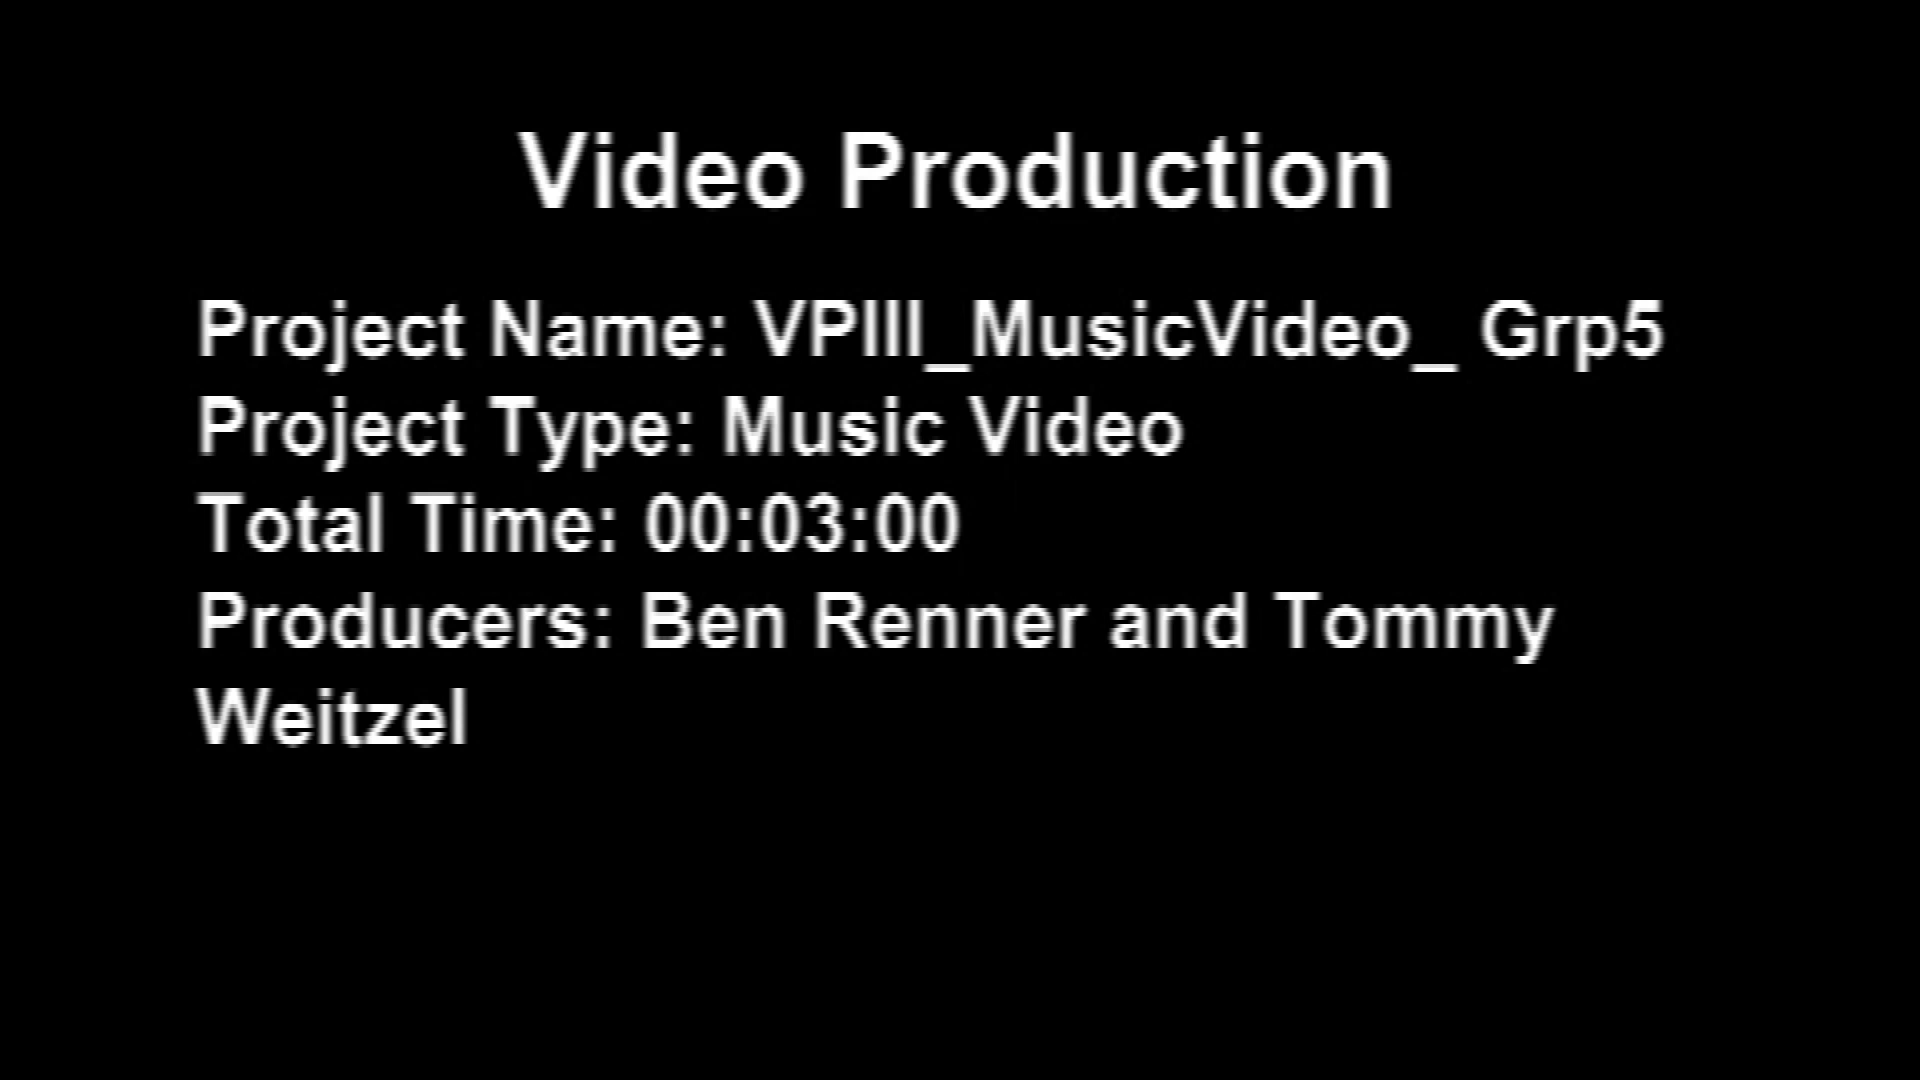 Video Production
Project Name: VPIII_MusicVideo_ Grp5
Project Type: Music Video
Total Time: 00:03:00
Producers: Ben Renner and Tommy
Weitzel